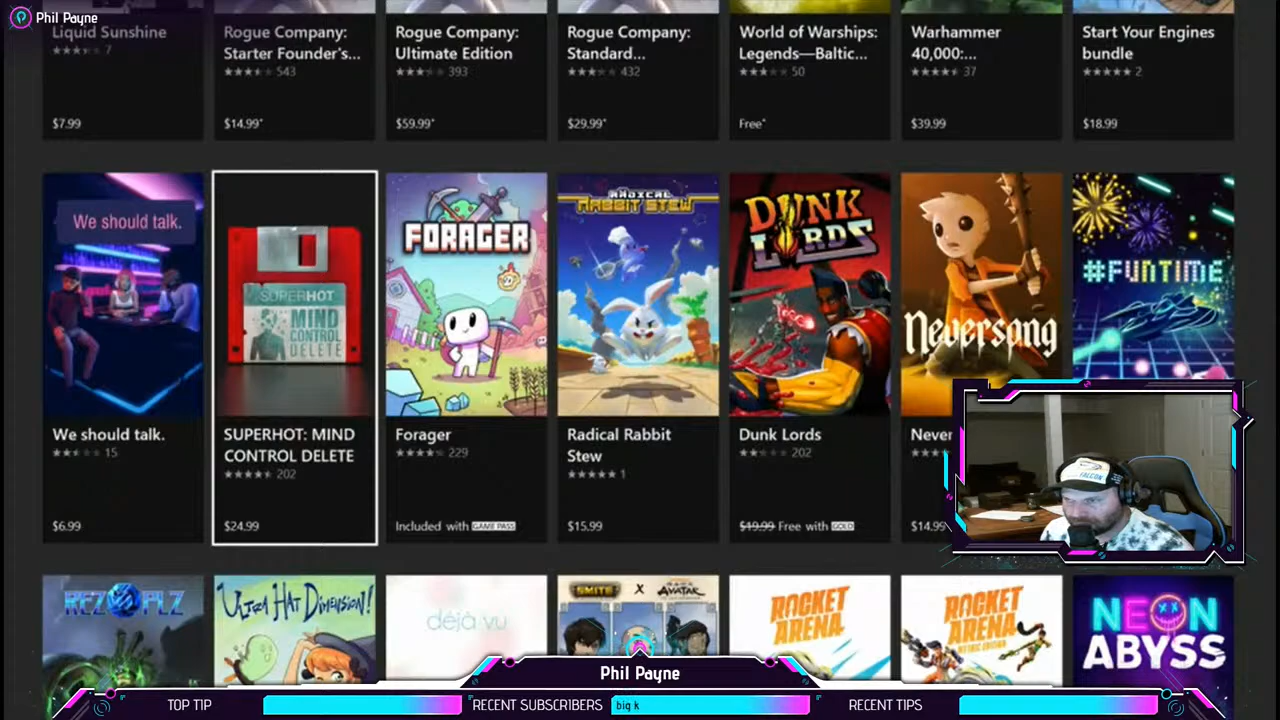 Phil Payne
Liquid Sunshine
7
$7.99
Rogue Company:
Starter Founder's...
543
$14.99*
Rogue Company:
Ultimate Edition
393
$59.99*
Rogue Company:
Standard...
432
$29.99*
World of Warships:
Legends—Baltic...
50
Free*
Warhammer
40,000:...
37
$39.99
Start Your Engines
bundle
2
$18.99
We should talk.
We should talk.
15
$6.99
SUPERHOT
MIND
CONTROL
DELETE
SUPERHOT: MIND
CONTROL DELETE
202
$24.99
FORAGER
Forager
229
Included with GAME PASS
RADICAL
RABBIT STEW
Radical Rabbit
Stew
1
$15.99
DUNK
LORDS
Dunk Lords
202
$19.99 Free with GOLD
Neversong
Never
$14.99
#FUNTIME
FALCON
REZ PLZ
ULTRA HAT DIMENSION!
déjà vu
SMITE X AVATAR
ROCKET
ARENA
ROCKET
ARENA
MYTHIC EDITION
NEON
ABYSS
Phil Payne
TOP TIP
RECENT SUBSCRIBERS
big k
RECENT TIPS